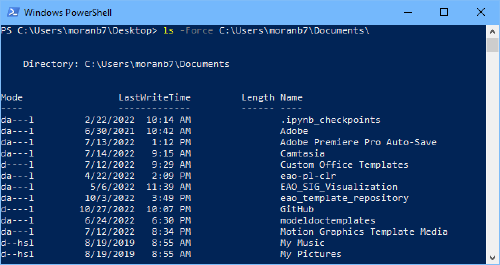 Windows PowerShell
PS C:\Users\moranb7\Desktop> ls -force C:\Users\moranb7\Documents\
Directory: C:\Users\moranb7\Documents
Mode LastWriteTime Length Name
---- ------------- ------ ----
da---l 2/22/2022 10:14 AM .ipynb_checkpoints
da---l 6/30/2021 10:42 AM Adobe
da---l 7/13/2022 1:12 PM Adobe Premiere Pro Auto-Save
da---l 7/14/2022 9:15 AM Camtasia
d----l 7/12/2022 9:29 AM Custom Office Templates
da---l 4/22/2022 2:09 PM eao-pl-clr
da---l 5/6/2022 11:39 AM EAO_SIG_Visualization
da---l 10/3/2022 3:49 PM eao_template_repository
d----l 10/27/2022 10:07 PM GitHub
da---l 6/24/2022 6:30 PM modeldoctemplates
da---l 7/12/2022 8:34 PM Motion Graphics Template Media
d--hsl 8/19/2019 8:55 AM My Music
d--hsl 8/19/2019 8:55 AM My Pictures